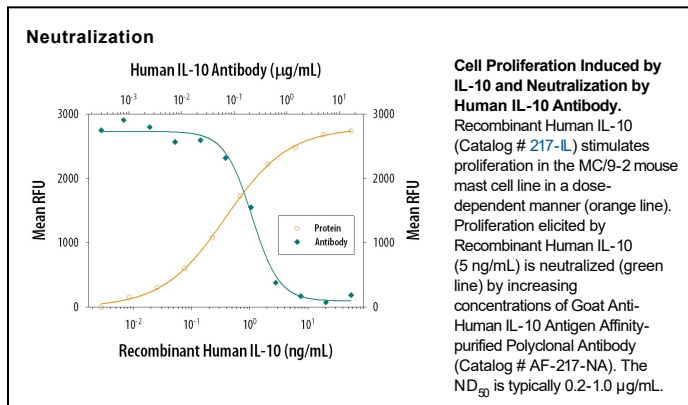 Neutralization
Human IL-10 Antibody (μg/mL)
10⁻³ 10⁻² 10⁻¹ 10⁰ 10¹
3000 3000
2000 2000
1000 1000
0 0
Mean RFU
Mean RFU
Protein
Antibody
10⁻² 10⁻¹ 10⁰ 10¹
Recombinant Human IL-10 (ng/mL)
Cell Proliferation Induced by
IL-10 and Neutralization by
Human IL-10 Antibody.
Recombinant Human IL-10
(Catalog # 217-IL) stimulates
proliferation in the MC/9-2 mouse
mast cell line in a dose-
dependent manner (orange line).
Proliferation elicited by
Recombinant Human IL-10
(5 ng/mL) is neutralized (green
line) by increasing
concentrations of Goat Anti-
Human IL-10 Antigen Affinity-
purified Polyclonal Antibody
(Catalog # AF-217-NA). The
ND₅₀ is typically 0.2-1.0 µg/mL.